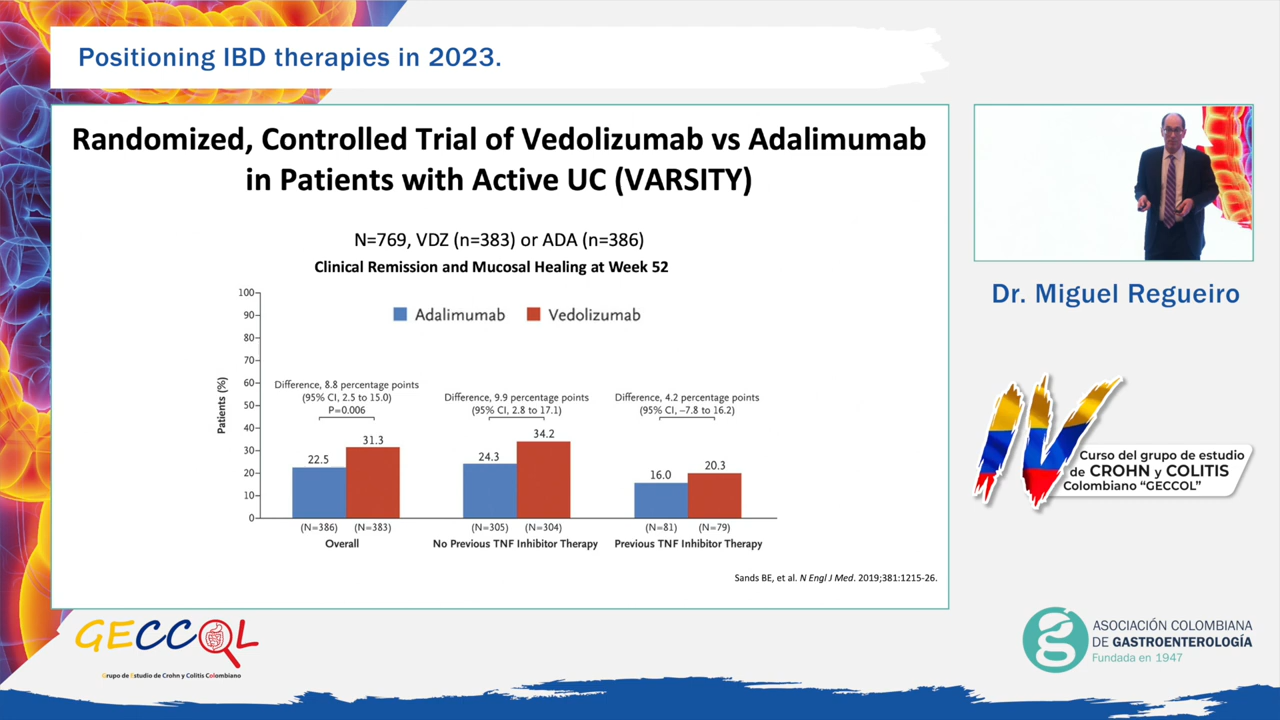 Positioning IBD therapies in 2023.
Randomized, Controlled Trial of Vedolizumab vs Adalimumab
in Patients with Active UC (VARSITY)
N=769, VDZ (n=383) or ADA (n=386)
Clinical Remission and Mucosal Healing at Week 52
Patients (%)
100
90
80
70
60
50
40
30
20
10
0
Adalimumab
Vedolizumab
Difference, 8.8 percentage points
(95% CI, 2.5 to 15.0)
P=0.006
22.5
31.3
(N=386)
(N=383)
Overall
Difference, 9.9 percentage points
(95% CI, 2.8 to 17.1)
24.3
34.2
(N=305)
(N=304)
No Previous TNF Inhibitor Therapy
Difference, 4.2 percentage points
(95% CI, −7.8 to 16.2)
16.0
20.3
(N=81)
(N=79)
Previous TNF Inhibitor Therapy
Sands BE, et al. N Engl J Med. 2019;381:1215-26.
Dr. Miguel Regueiro
IV
Curso del grupo de estudio
de CROHN y COLITIS
Colombiano “GECCOL”
GECCOL
Grupo de Estudio de Crohn y Colitis Colombiano
ASOCIACIÓN COLOMBIANA
DE GASTROENTEROLOGÍA
Fundada en 1947